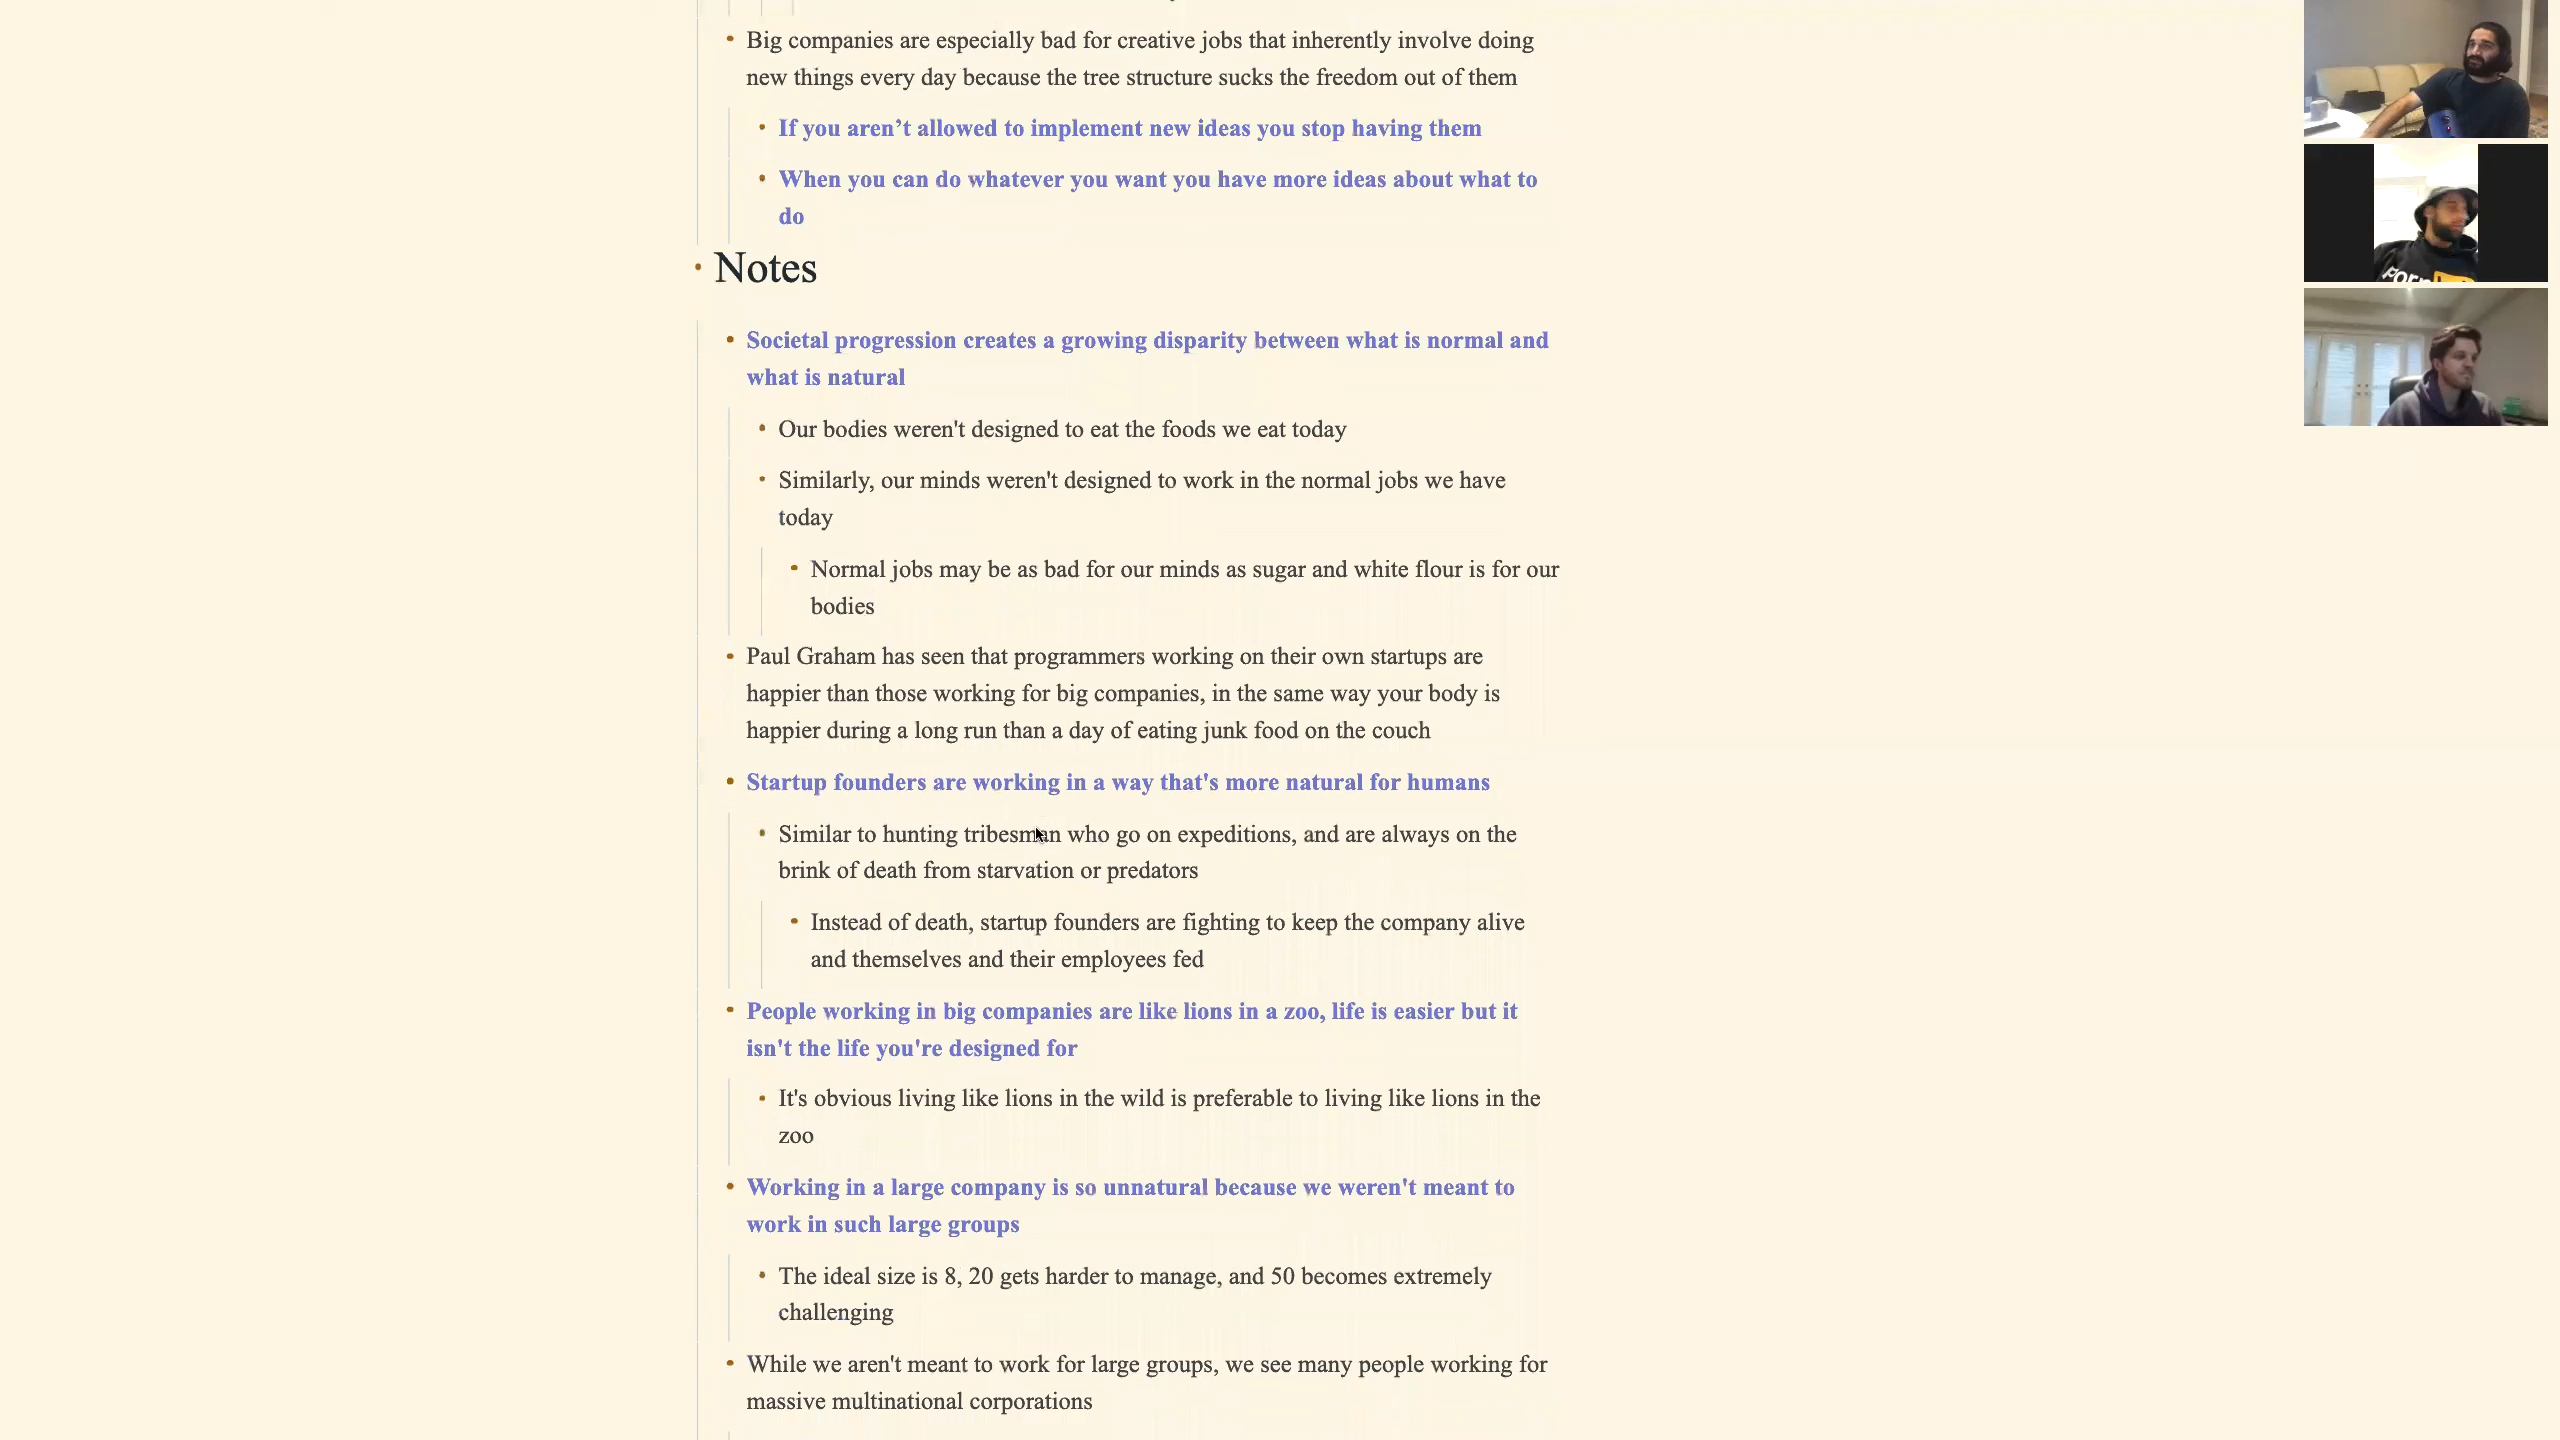 Big companies are especially bad for creative jobs that inherently involve doing
new things every day because the tree structure sucks the freedom out of them
If you aren’t allowed to implement new ideas you stop having them
When you can do whatever you want you have more ideas about what to
do
Notes
Societal progression creates a growing disparity between what is normal and
what is natural
Our bodies weren't designed to eat the foods we eat today
Similarly, our minds weren't designed to work in the normal jobs we have
today
Normal jobs may be as bad for our minds as sugar and white flour is for our
bodies
Paul Graham has seen that programmers working on their own startups are
happier than those working for big companies, in the same way your body is
happier during a long run than a day of eating junk food on the couch
Startup founders are working in a way that's more natural for humans
Similar to hunting tribesman who go on expeditions, and are always on the
brink of death from starvation or predators
Instead of death, startup founders are fighting to keep the company alive
and themselves and their employees fed
People working in big companies are like lions in a zoo, life is easier but it
isn't the life you're designed for
It's obvious living like lions in the wild is preferable to living like lions in the
zoo
Working in a large company is so unnatural because we weren't meant to
work in such large groups
The ideal size is 8, 20 gets harder to manage, and 50 becomes extremely
challenging
While we aren't meant to work for large groups, we see many people working for
massive multinational corporations